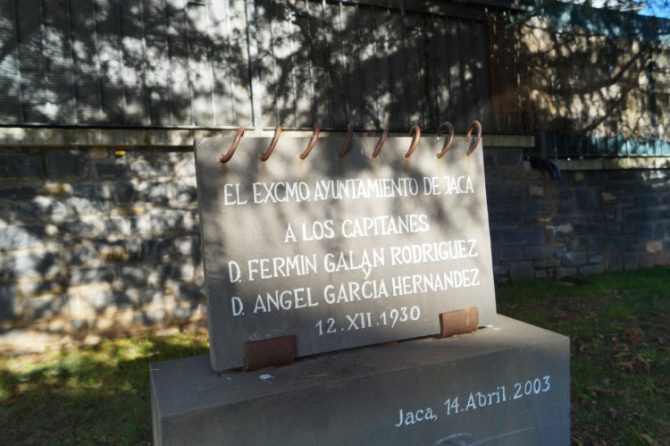 EL EXCMO. AYUNTAMIENTO DE JACA
A LOS CAPITANES
D. FERMIN GALAN RODRIGUEZ
Y
D. ANGEL GARCIA HERNANDEZ
12.XII.1930
Jaca, 14.Abril.2003